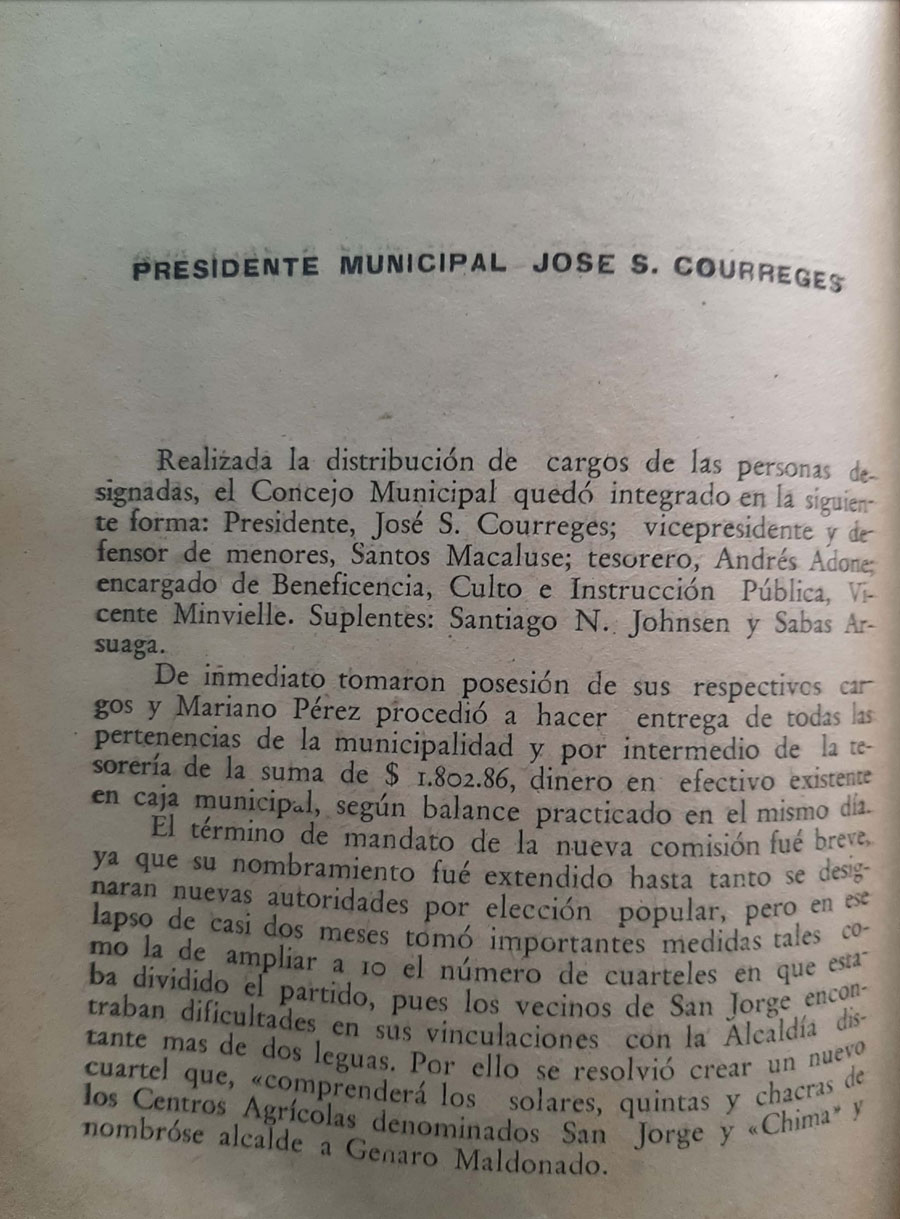 PRESIDENTE MUNICIPAL JOSE S. COURREGES
Realizada la distribución de cargos de las personas de-
signadas, el Concejo Municipal quedó integrado en la siguien-
te forma: Presidente, José S. Courreges; vicepresidente y de-
fensor de menores, Santos Macaluse; tesorero, Andrés Adone;
encargado de Beneficencia, Culto e Instrucción Pública, Vi-
cente Minvielle. Suplentes: Santiago N. Johnsen y Sabas Ar-
suaga.
De inmediato tomaron posesión de sus respectivos car-
gos y Mariano Pérez procedió a hacer entrega de todas las
pertenencias de la municipalidad y por intermedio de la te-
sorería de la suma de $ 1.802.86, dinero en efectivo existente
en caja municipal, según balance practicado en el mismo día.
El término de mandato de la nueva comisión fué breve,
ya que su nombramiento fué extendido hasta tanto se desig-
naran nuevas autoridades por elección popular, pero en ese
lapso de casi dos meses tomó importantes medidas tales co-
mo la de ampliar a 10 el número de cuarteles en que esta-
ba dividido el partido, pues los vecinos de San Jorge encon-
traban dificultades en sus vinculaciones con la Alcaldía dis-
tante mas de dos leguas. Por ello se resolvió crear un nuevo
cuartel que, «comprenderá los solares, quintas y chacras de
los Centros Agrícolas denominados San Jorge y «Chima" y
nombróse alcalde a Genaro Maldonado.